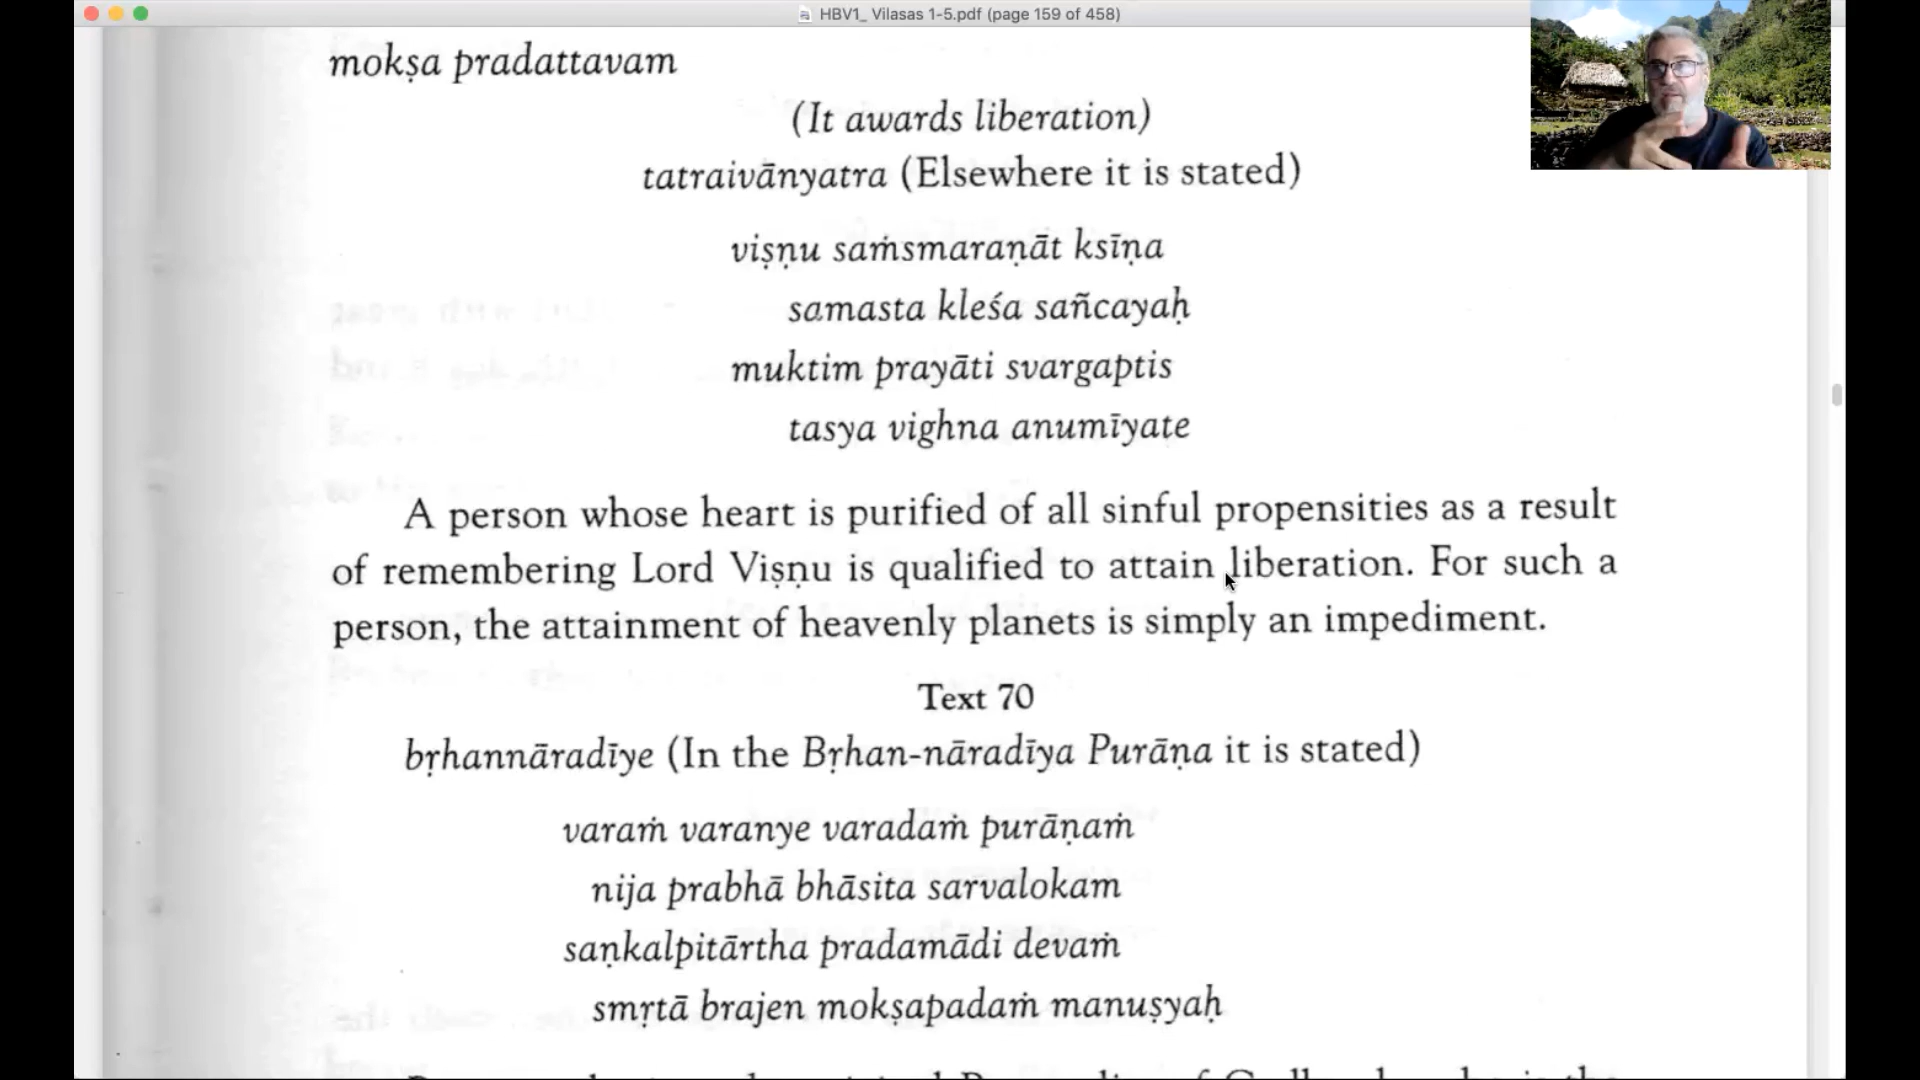 HBV1_ Vilasas 1-5.pdf (page 159 of 458)
mokṣa pradattavam
(It awards liberation)
tatraivānyatra (Elsewhere it is stated)
viṣṇu saṁsmaraṇāt ksīṇa
samasta kleśa sañcayaḥ
muktim prayāti svargaptis
tasya vighna anumīyate
A person whose heart is purified of all sinful propensities as a result
of remembering Lord Viṣṇu is qualified to attain liberation. For such a
person, the attainment of heavenly planets is simply an impediment.
Text 70
bṛhannāradīye (In the Bṛhan-nāradīya Purāṇa it is stated)
varaṁ varanye varadaṁ purāṇaṁ
nija prabhā bhāsita sarvalokam
saṇkalpitārtha pradamādi devaṁ
smṛtā brajen mokṣapadaṁ manuṣyaḥ